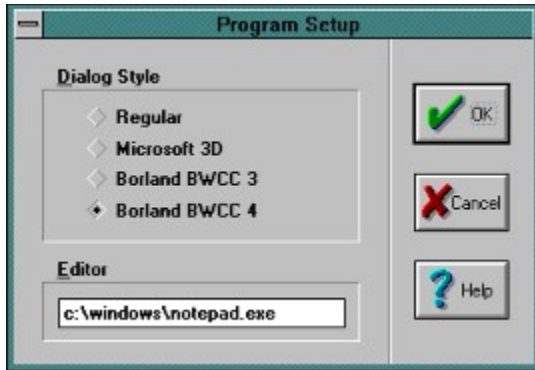 Program Setup
Dialog Style
Regular
Microsoft 3D
Borland BWCC 3
Borland BWCC 4
Editor
c:\windows\notepad.exe
OK
Cancel
Help